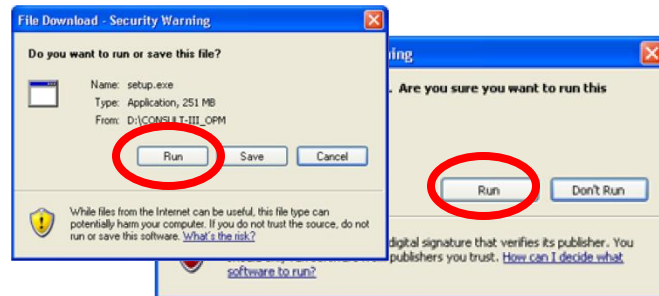 File Download - Security Warning
Do you want to run or save this file?
Name: setup.exe
Type: Application, 251 MB
From: D:\CONSULT-III_OPM
Run Save Cancel
While files from the Internet can be useful, this file type can
potentially harm your computer. If you do not trust the source, do not
run or save this software. What's the risk?
. Are you sure you want to run this
Run Don't Run
digital signature that verifies its publisher. You
publishers you trust. How can I decide what
software to run?